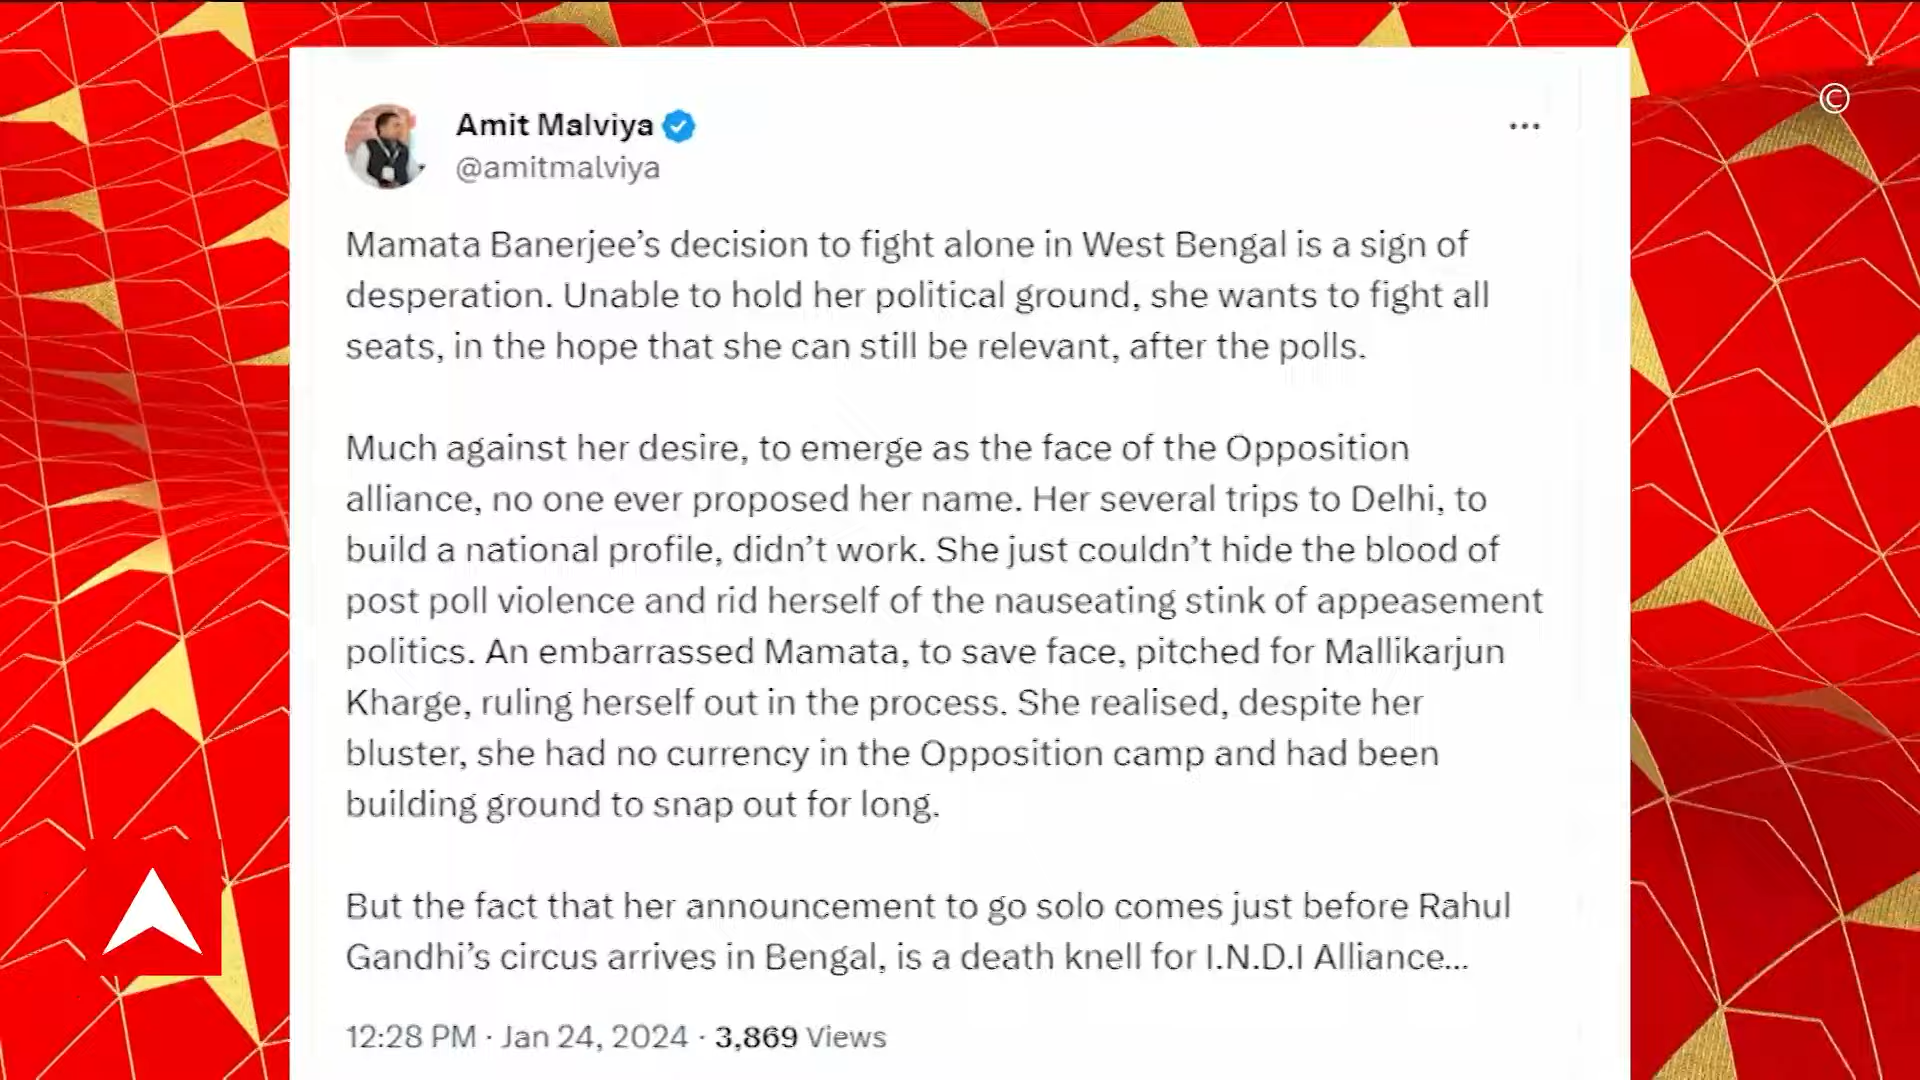 ©
Amit Malviya
@amitmalviya
Mamata Banerjee’s decision to fight alone in West Bengal is a sign of
desperation. Unable to hold her political ground, she wants to fight all
seats, in the hope that she can still be relevant, after the polls.
Much against her desire, to emerge as the face of the Opposition
alliance, no one ever proposed her name. Her several trips to Delhi, to
build a national profile, didn’t work. She just couldn’t hide the blood of
post poll violence and rid herself of the nauseating stink of appeasement
politics. An embarrassed Mamata, to save face, pitched for Mallikarjun
Kharge, ruling herself out in the process. She realised, despite her
bluster, she had no currency in the Opposition camp and had been
building ground to snap out for long.
But the fact that her announcement to go solo comes just before Rahul
Gandhi’s circus arrives in Bengal, is a death knell for I.N.D.I Alliance...
12:28 PM · Jan 24, 2024 · 3,869 Views